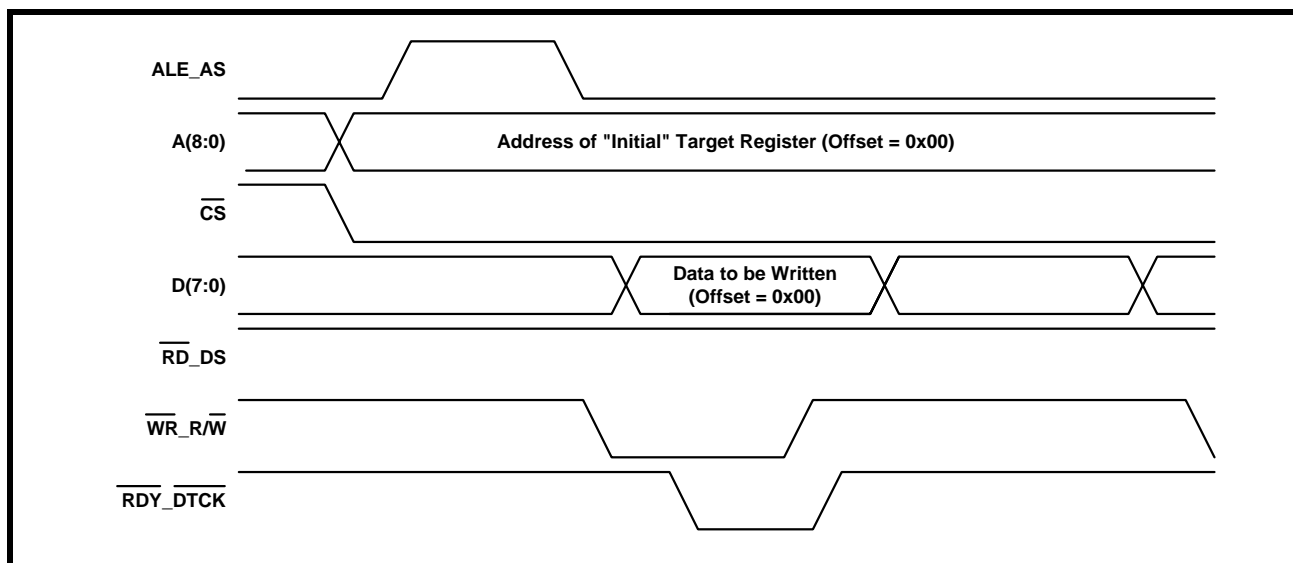 ALE_AS
A(8:0)
Address of "Initial" Target Register (Offset = 0x00)
CS
D(7:0)
Data to be Written
(Offset = 0x00)
RD_DS
WR_R/W
RDY_DTCK